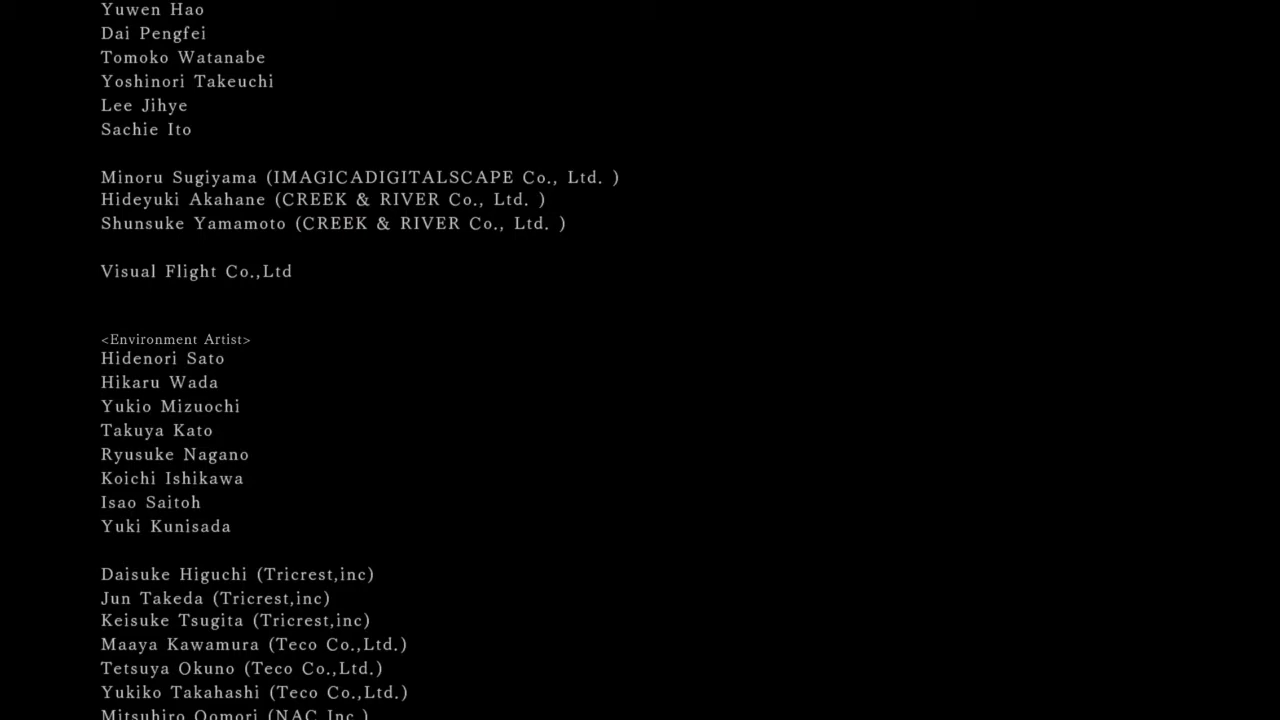 Yuwen Hao
Dai Pengfei
Tomoko Watanabe
Yoshinori Takeuchi
Lee Jihye
Sachie Ito
Minoru Sugiyama (IMAGICADIGITALSCAPE Co., Ltd. )
Hideyuki Akahane (CREEK & RIVER Co., Ltd. )
Shunsuke Yamamoto (CREEK & RIVER Co., Ltd. )
Visual Flight Co.,Ltd
<Environment Artist>
Hidenori Sato
Hikaru Wada
Yukio Mizuochi
Takuya Kato
Ryusuke Nagano
Koichi Ishikawa
Isao Saitoh
Yuki Kunisada
Daisuke Higuchi (Tricrest,inc)
Jun Takeda (Tricrest,inc)
Keisuke Tsugita (Tricrest,inc)
Maaya Kawamura (Teco Co.,Ltd.)
Tetsuya Okuno (Teco Co.,Ltd.)
Yukiko Takahashi (Teco Co.,Ltd.)
Mitsuhiro Oomori (NAC Inc.)